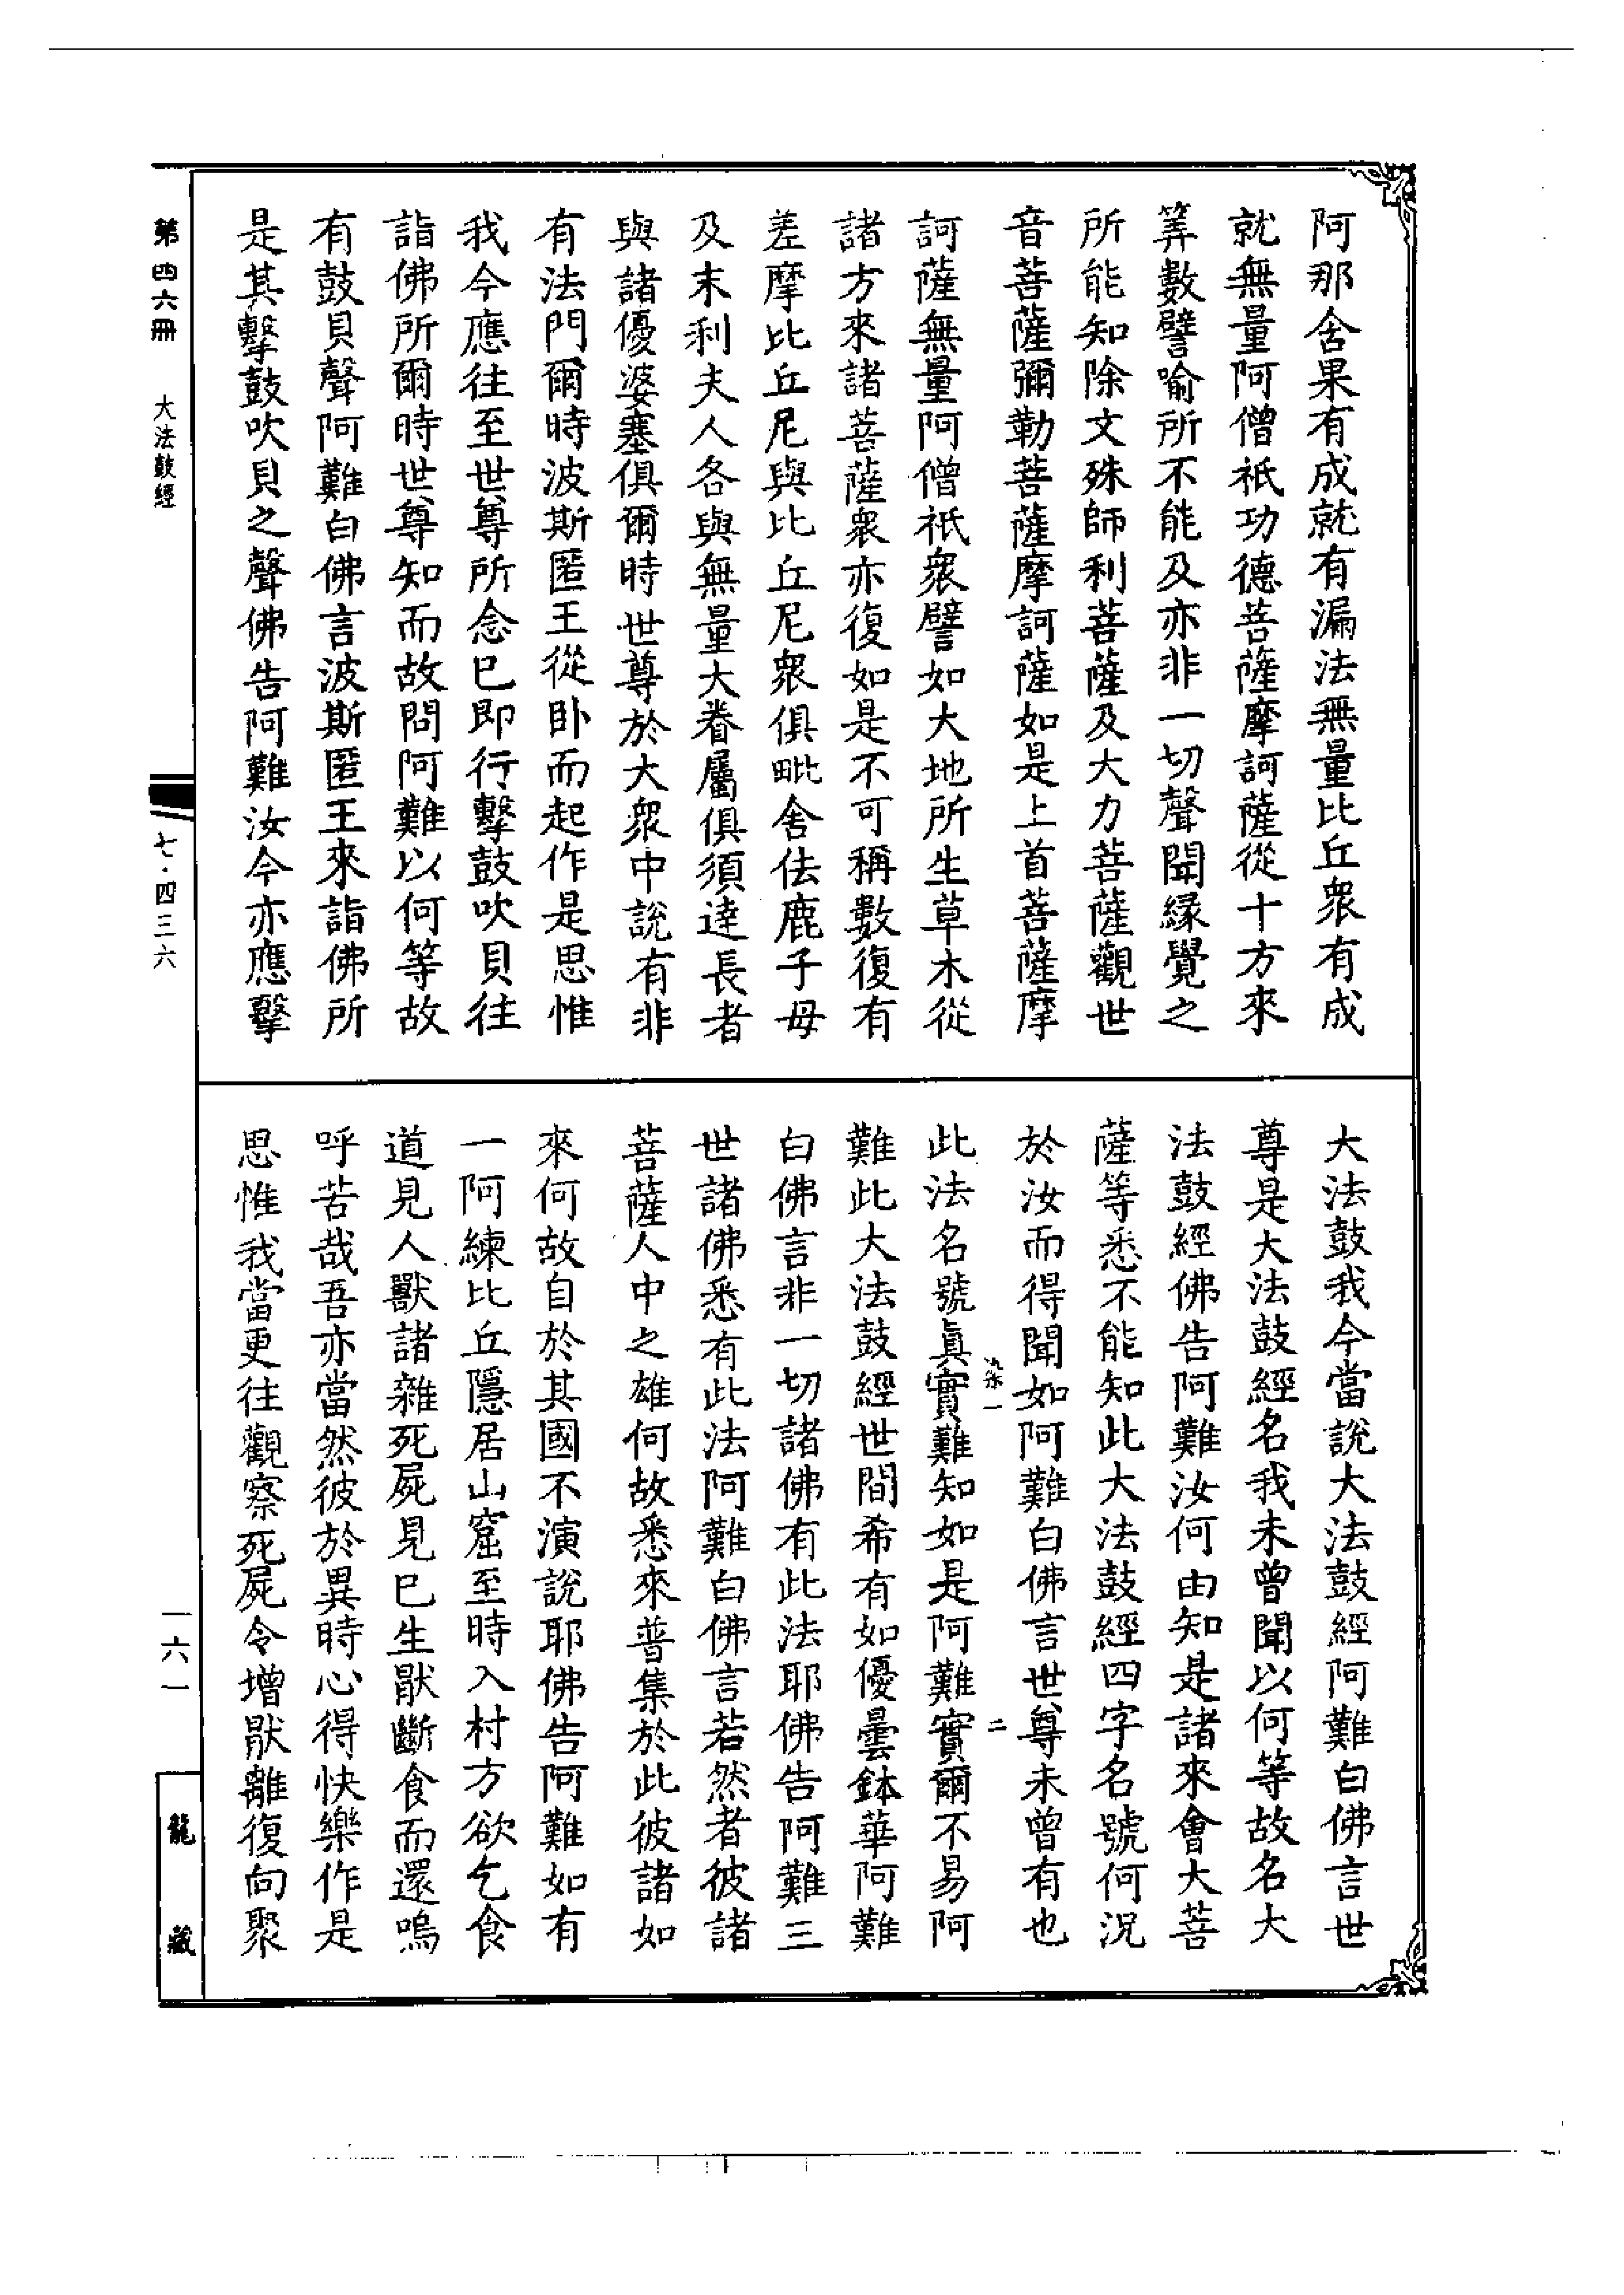 阿那含果有成就有漏法無量比丘衆有成
就無量阿僧祇功德菩薩摩訶薩從十方來
筭數譬喻所不能及亦非一切聲聞緣覺之
所能知除文殊師利菩薩及大力菩薩觀世
音菩薩彌勒菩薩摩訶薩如是上首菩薩摩
訶薩無量阿僧祇衆譬如大地所生草木從
諸方來諸菩薩衆亦復如是不可稱數復有
差摩比丘尼與比丘尼衆俱毗舍佉鹿子母
及末利夫人各與無量大眷屬俱須達長者
與諸優婆塞俱爾時世尊於大衆中說有非
有法門爾時波斯匿王從卧而起作是思惟
我今應往至世尊所念已即行擊鼓吹貝往
詣佛所爾時世尊知而故問阿難以何等故
有鼓貝聲阿難白佛言波斯匿王來詣佛所
是其擊鼓吹貝之聲佛告阿難汝今亦應擊
大法鼓我今當說大法鼓經阿難白佛言世
尊是大法鼓經名我未曾聞以何等故名大
法鼓經佛告阿難汝何由知是諸來會大菩
薩等悉不能知此大法鼓經四字名號何況
於汝而得聞如阿難白佛言世尊未曾有也
二
此法名號眞實難知如是阿難實爾不易阿
難此大法鼓經世間希有如優曇鉢華阿難
白佛言非一切諸佛有此法耶佛告阿難三
世諸佛悉有此法阿難白佛言若然者彼諸
菩薩人中之雄何故悉來普集於此彼諸如
來何故自於其國不演說耶佛告阿難如有
一阿練比丘隱居山窟至時入村方欲乞食
道見人獸諸雜死屍見已生猒斷食而還嗚
呼苦哉吾亦當然彼於異時心得快樂作是
思惟我當更往觀察死屍令增猒離復向聚
第四六冊
大法鼓經
七·四三六
一六一
龍藏